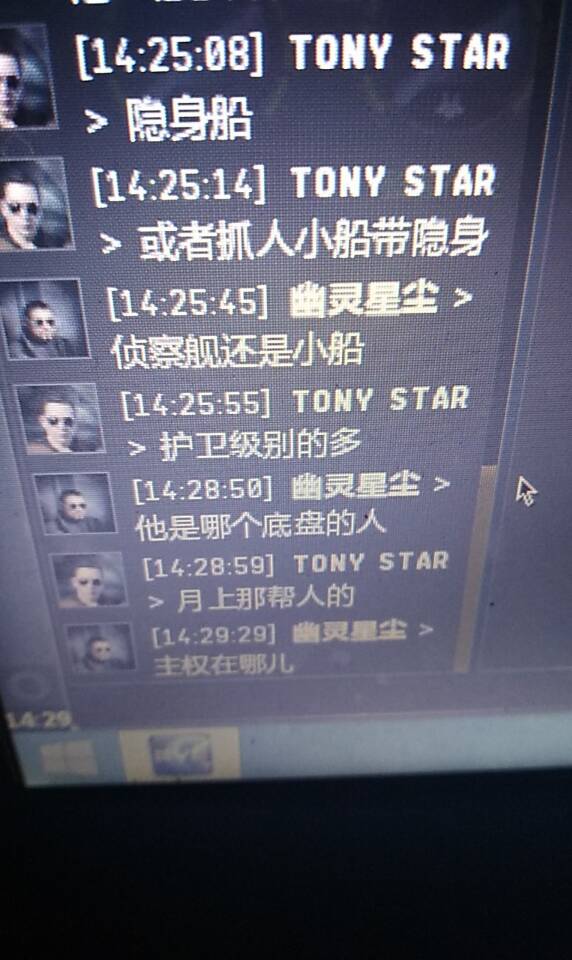 [14:25:08] TONY STAR
> 隐身船
[14:25:14] TONY STAR
> 或者抓人小船带隐身
[14:25:45] 幽灵星尘 >
侦察舰还是小船
[14:25:55] TONY STAR
> 护卫级别的多
[14:28:50] 幽灵星尘 >
他是哪个底盘的人
[14:28:59] TONY STAR
> 月上那帮人的
[14:29:29] 幽灵星尘 >
主权在哪儿
14:29